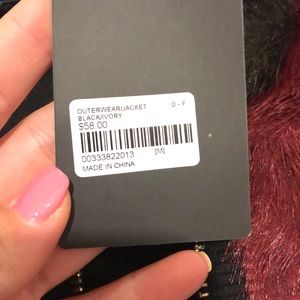 OUTERWEAR/JACKET D - F
BLACK/IVORY
$58.00
00333822013 [M]
MADE IN CHINA